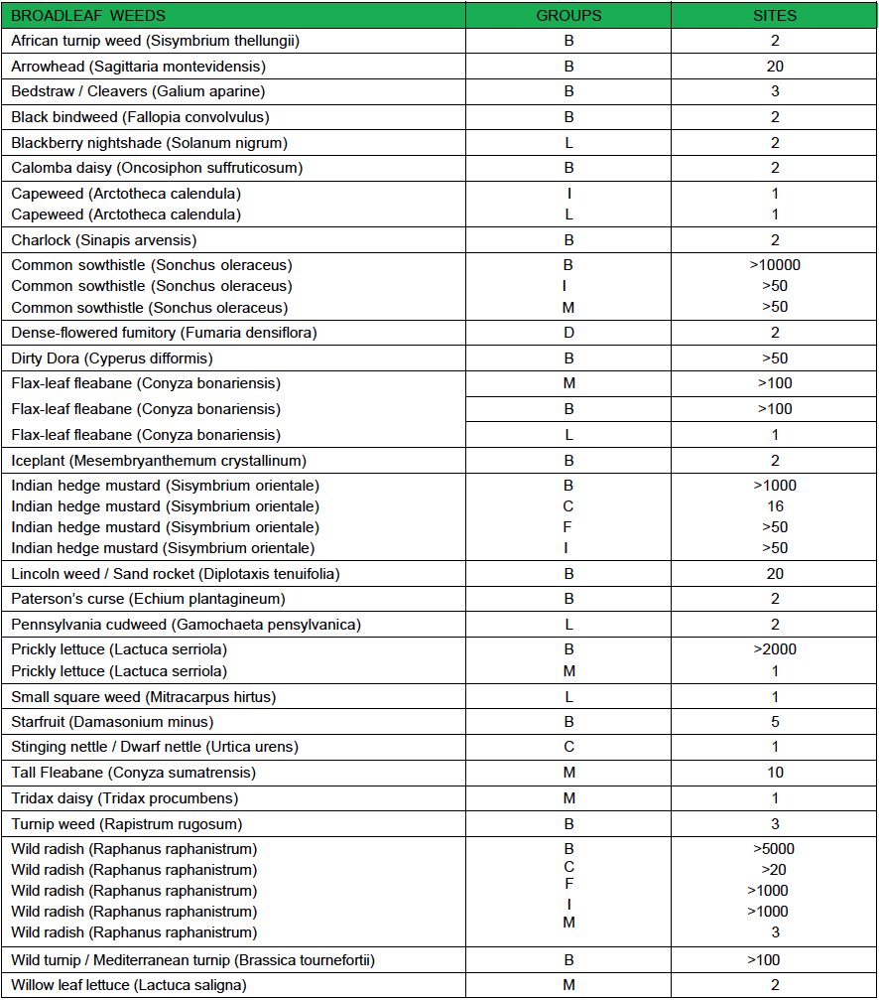 BROADLEAF WEEDS GROUPS SITES
African turnip weed (Sisymbrium thellungii) B 2
Arrowhead (Sagittaria montevidensis) B 20
Bedstraw / Cleavers (Galium aparine) B 3
Black bindweed (Fallopia convolvulus) B 2
Blackberry nightshade (Solanum nigrum) L 2
Calomba daisy (Oncosiphon suffruticosum) B 2
Capeweed (Arctotheca calendula) I 1
Capeweed (Arctotheca calendula) L 1
Charlock (Sinapis arvensis) B 2
Common sowthistle (Sonchus oleraceus) B >10000
Common sowthistle (Sonchus oleraceus) I >50
Common sowthistle (Sonchus oleraceus) M >50
Dense-flowered fumitory (Fumaria densiflora) D 2
Dirty Dora (Cyperus difformis) B >50
Flax-leaf fleabane (Conyza bonariensis) M >100
Flax-leaf fleabane (Conyza bonariensis) B >100
Flax-leaf fleabane (Conyza bonariensis) L 1
Iceplant (Mesembryanthemum crystallinum) B 2
Indian hedge mustard (Sisymbrium orientale) B >1000
Indian hedge mustard (Sisymbrium orientale) C 16
Indian hedge mustard (Sisymbrium orientale) F >50
Indian hedge mustard (Sisymbrium orientale) I >50
Lincoln weed / Sand rocket (Diplotaxis tenuifolia) B 20
Paterson’s curse (Echium plantagineum) B 2
Pennsylvania cudweed (Gamochaeta pensylvanica) L 2
Prickly lettuce (Lactuca serriola) B >2000
Prickly lettuce (Lactuca serriola) M 1
Small square weed (Mitracarpus hirtus) L 1
Starfruit (Damasonium minus) B 5
Stinging nettle / Dwarf nettle (Urtica urens) C 1
Tall Fleabane (Conyza sumatrensis) M 10
Tridax daisy (Tridax procumbens) M 1
Turnip weed (Rapistrum rugosum) B 3
Wild radish (Raphanus raphanistrum) B >5000
Wild radish (Raphanus raphanistrum) C >20
Wild radish (Raphanus raphanistrum) F >1000
Wild radish (Raphanus raphanistrum) I >1000
Wild radish (Raphanus raphanistrum) M 3
Wild turnip / Mediterranean turnip (Brassica tournefortii) B >100
Willow leaf lettuce (Lactuca saligna) M 2